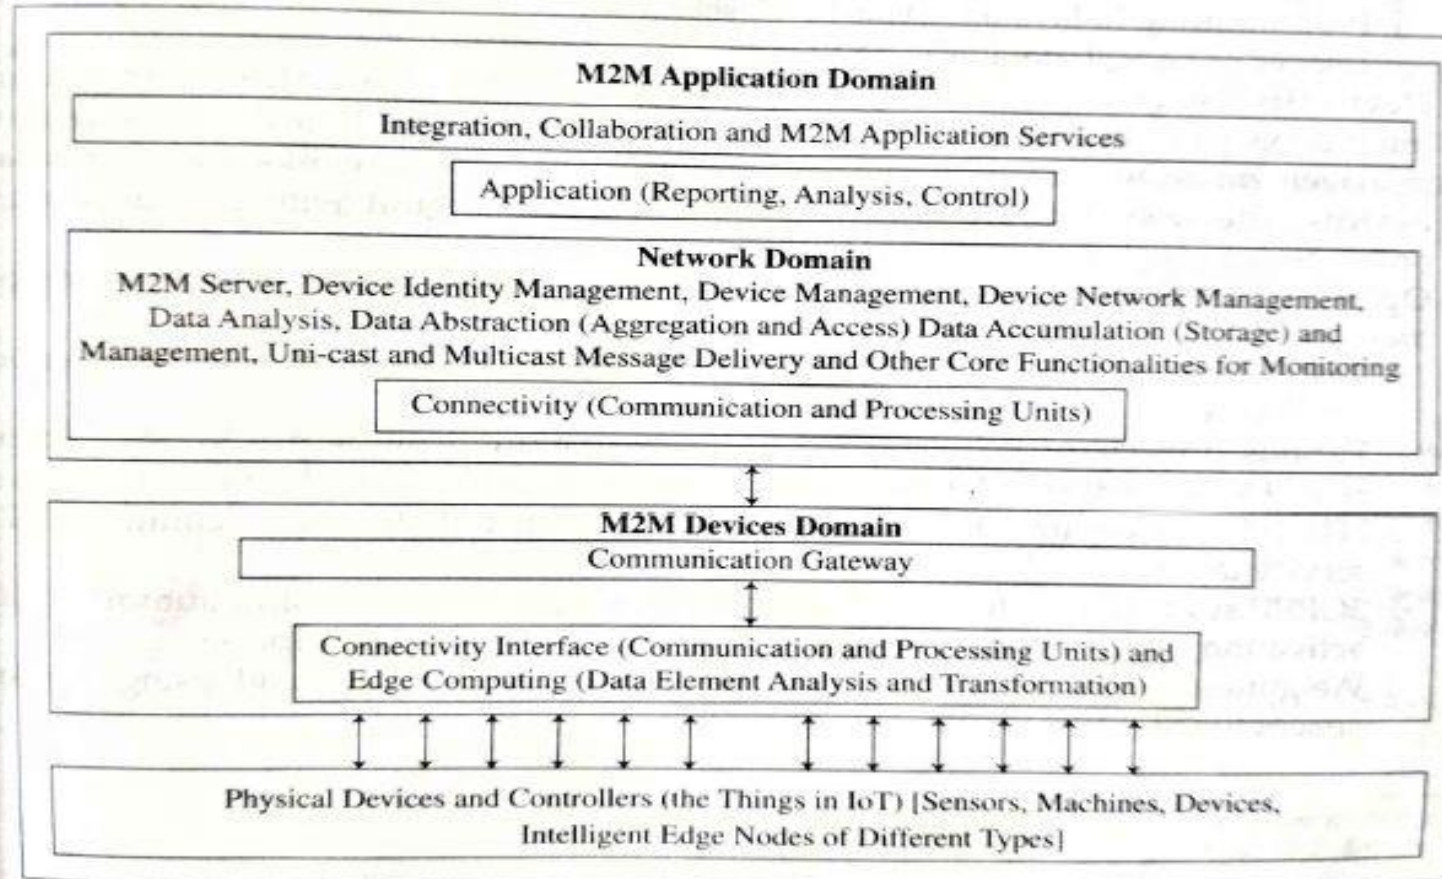 M2M Application Domain
Integration, Collaboration and M2M Application Services
Application (Reporting, Analysis, Control)
Network Domain
M2M Server, Device Identity Management, Device Management, Device Network Management,
Data Analysis, Data Abstraction (Aggregation and Access) Data Accumulation (Storage) and
Management, Uni-cast and Multicast Message Delivery and Other Core Functionalities for Monitoring
Connectivity (Communication and Processing Units)
M2M Devices Domain
Communication Gateway
Connectivity Interface (Communication and Processing Units) and
Edge Computing (Data Element Analysis and Transformation)
Physical Devices and Controllers (the Things in IoT) [Sensors, Machines, Devices,
Intelligent Edge Nodes of Different Types]